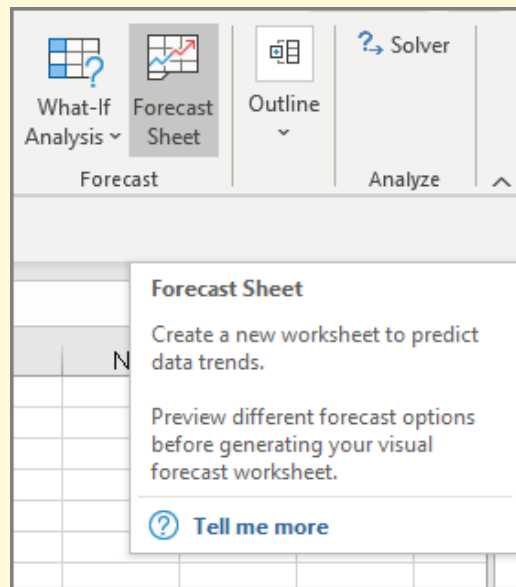 What-If
Analysis
Forecast
Sheet
Forecast
Outline
Solver
Analyze
N
Forecast Sheet
Create a new worksheet to predict
data trends.
Preview different forecast options
before generating your visual
forecast worksheet.
Tell me more